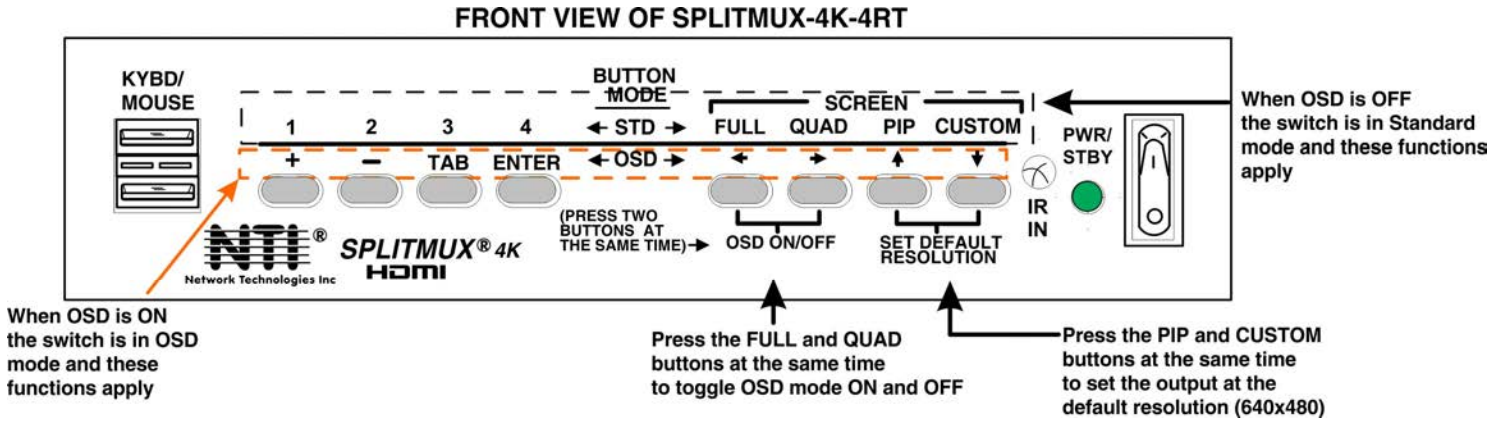 FRONT VIEW OF SPLITMUX-4K-4RT
KYBD/
MOUSE
BUTTON
MODE
SCREEN
1 2 3 4 ← STD → FULL QUAD PIP CUSTOM
+ − TAB ENTER ← OSD → ← → ↑ ↓
PWR/
STBY
IR
IN
(PRESS TWO
BUTTONS AT
THE SAME TIME)→
OSD ON/OFF
SET DEFAULT
RESOLUTION
NTI®
Network Technologies Inc
SPLITMUX® 4K
HDMI
When OSD is OFF
the switch is in Standard
mode and these functions
apply
When OSD is ON
the switch is in OSD
mode and these
functions apply
Press the FULL and QUAD
buttons at the same time
to toggle OSD mode ON and OFF
Press the PIP and CUSTOM
buttons at the same time
to set the output at the
default resolution (640x480)